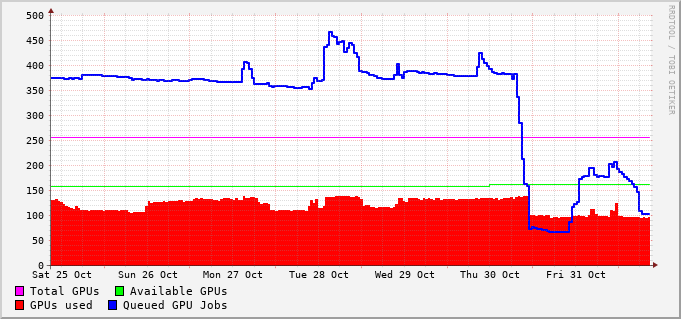 500
450
400
350
300
250
200
150
100
50
0
Sat 25 Oct Sun 26 Oct Mon 27 Oct Tue 28 Oct Wed 29 Oct Thu 30 Oct Fri 31 Oct
Total GPUs Available GPUs
GPUs used Queued GPU Jobs
RRDTOOL / TOBI OETIKER